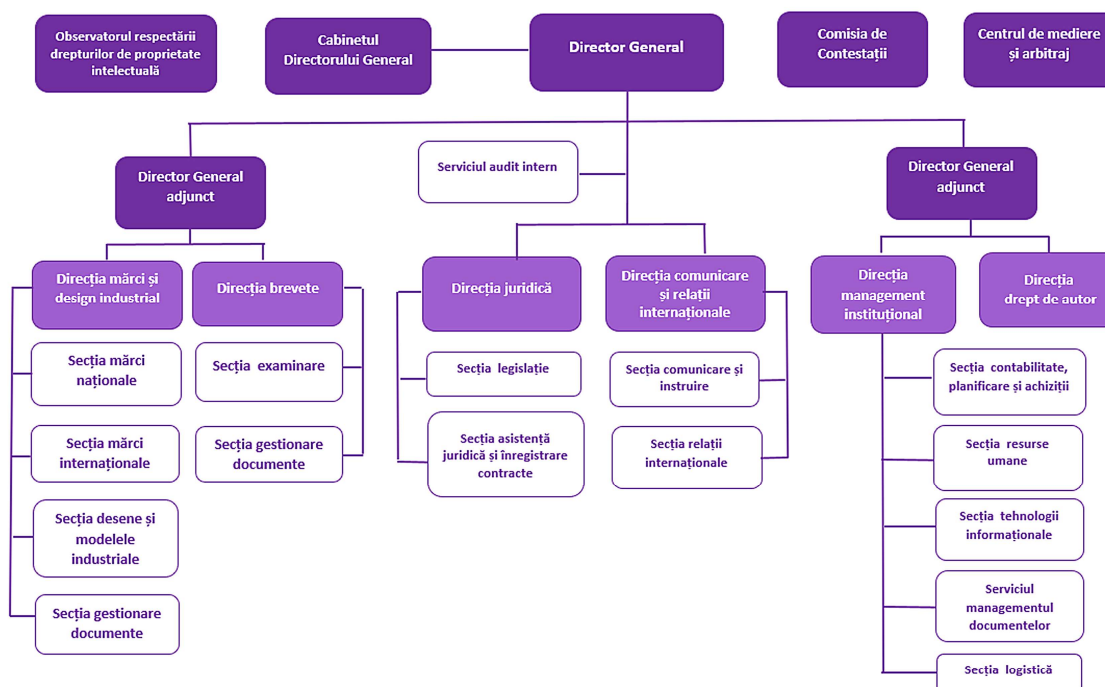 Observatorul respectării
drepturilor de proprietate
intelectuală
Cabinetul
Directorului General
Director General
Comisia de
Contestații
Centrul de mediere
și arbitraj
Serviciul audit intern
Director General
adjunct
Director General
adjunct
Direcția mărci și
design industrial
Direcția brevete
Direcția juridică
Direcția comunicare
și relații
internaționale
Direcția
management
instituțional
Direcția
drept de autor
Secția mărci
naționale
Secția mărci
internaționale
Secția desene și
modelele
industriale
Secția gestionare
documente
Secția examinare
Secția gestionare
documente
Secția legislație
Secția asistență
juridică și înregistrare
contracte
Secția comunicare și
instruire
Secția relații
internaționale
Secția contabilitate,
planificare și achiziții
Secția resurse
umane
Secția tehnologii
informaționale
Serviciul
managementul
documentelor
Secția logistică